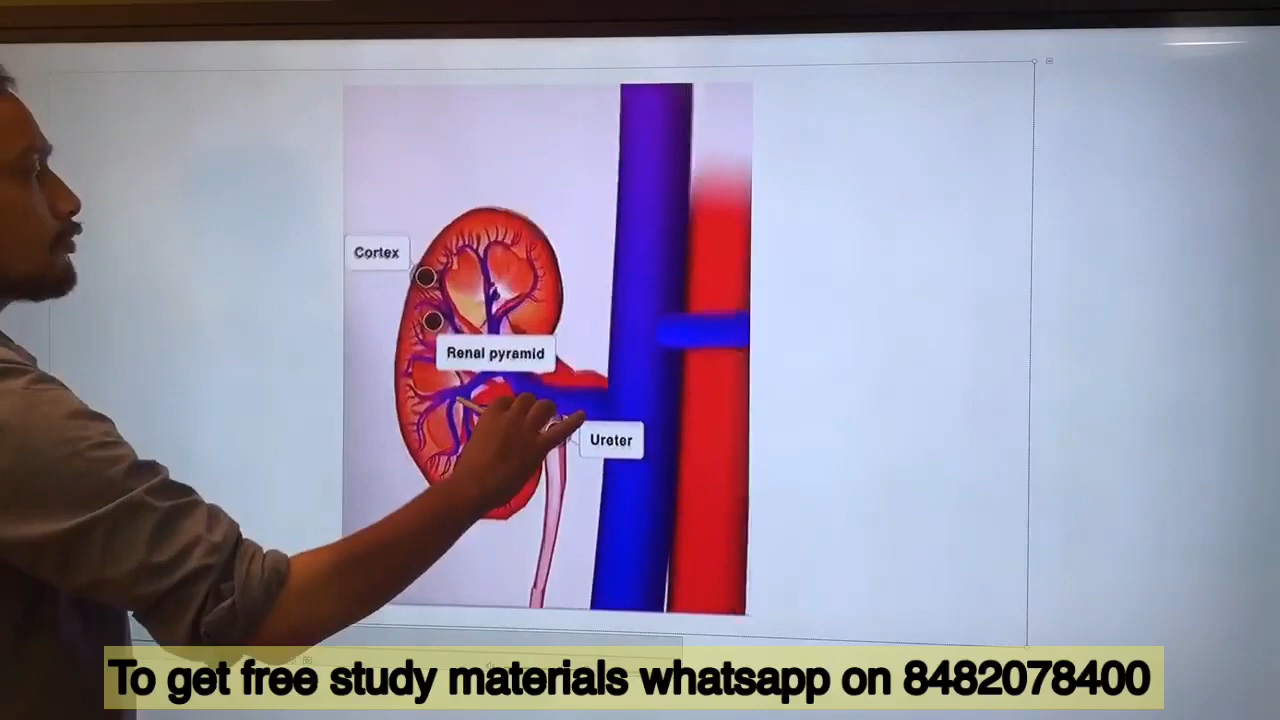 Cortex
Renal pyramid
Ureter
To get free study materials whatsapp on 8482078400